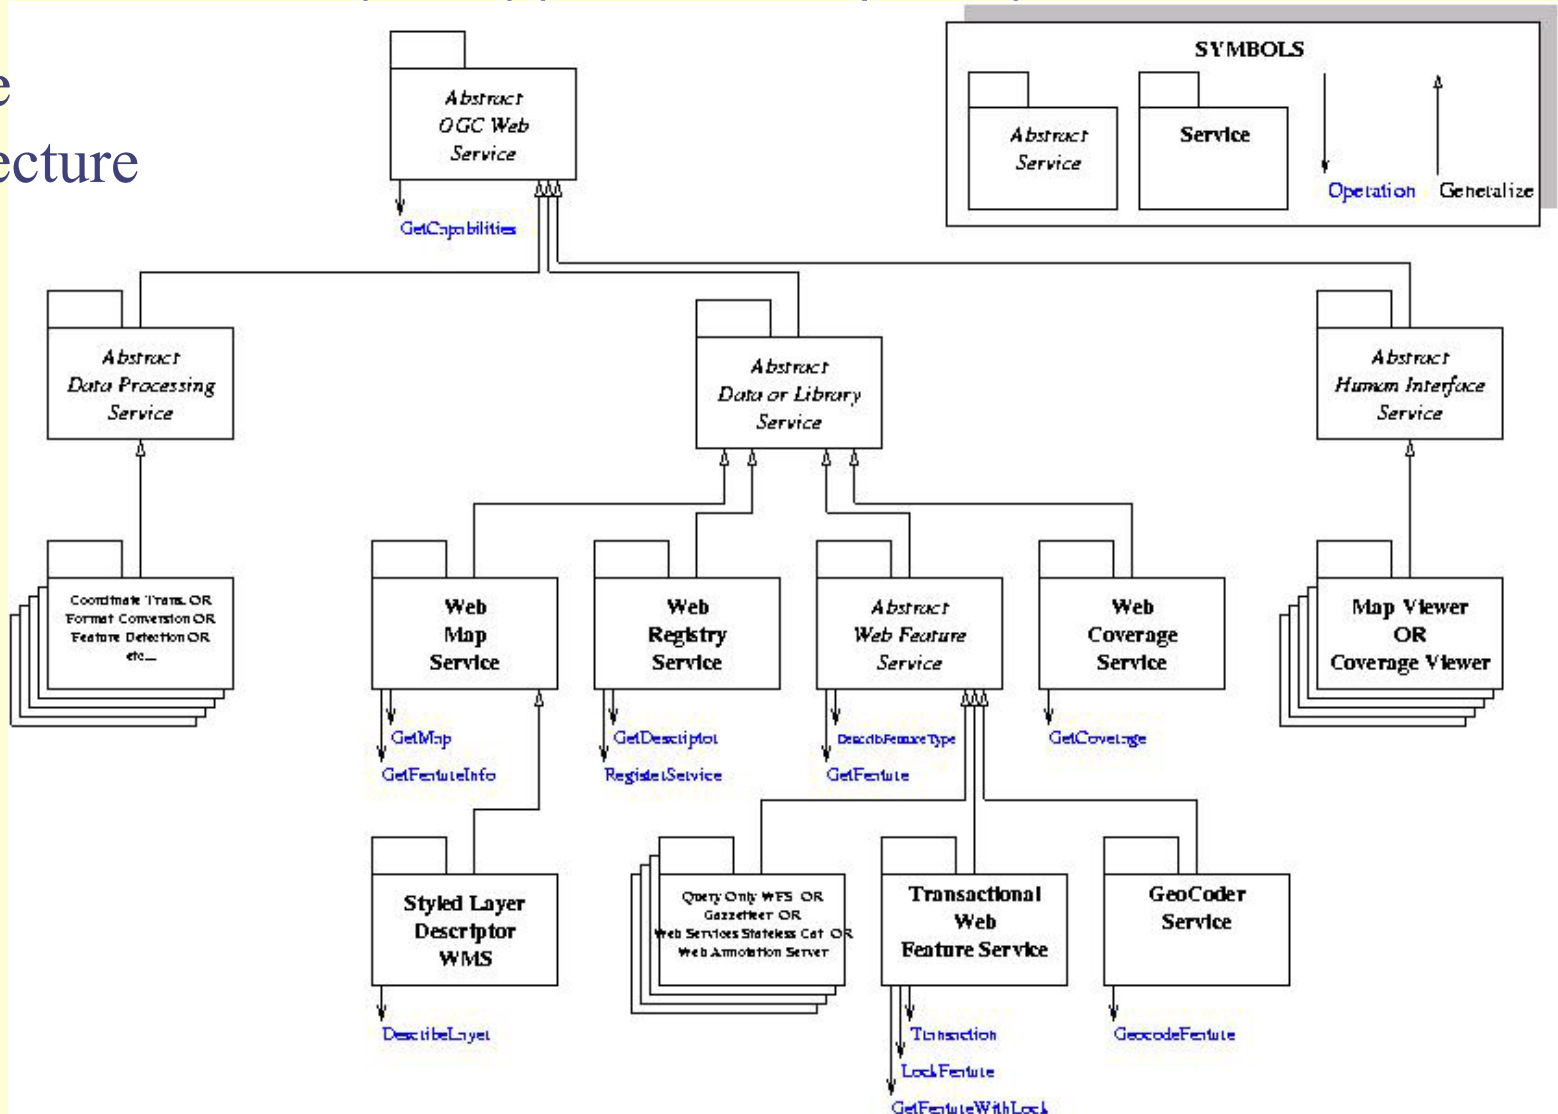 e
ecture
SYMBOLS
Abstract
Service
Service
Operation
Generalize
Abstract
OGC Web
Service
GetCapabilities
Abstract
Data Processing
Service
Abstract
Data or Library
Service
Abstract
Human Interface
Service
Coordinate Trans. OR
Format Conversion OR
Feature Detection OR
etc...
Web
Map
Service
Web
Registry
Service
Abstract
Web Feature
Service
Web
Coverage
Service
Map Viewer
OR
Coverage Viewer
GetMap
GetFeatureInfo
GetDescriptor
RegisterService
DescribFeatureType
GetFeature
GetCoverage
Styled Layer
Descriptor
WMS
Query Only WFS OR
Gazzetteer OR
Web Services Stateless Cat OR
Web Annotation Server
Transactional
Web
Feature Service
GeoCoder
Service
DescribeLayer
Transaction
LockFeature
GetFeatureWithLock
GeocodeFeature